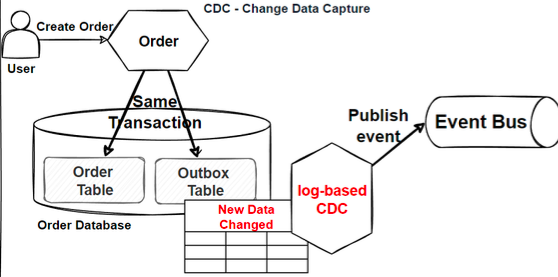 CDC - Change Data Capture
Create Order
User
Order
Same
Transaction
Order
Table
Outbox
Table
Order Database
New Data
Changed
log-based
CDC
Publish
event
Event Bus